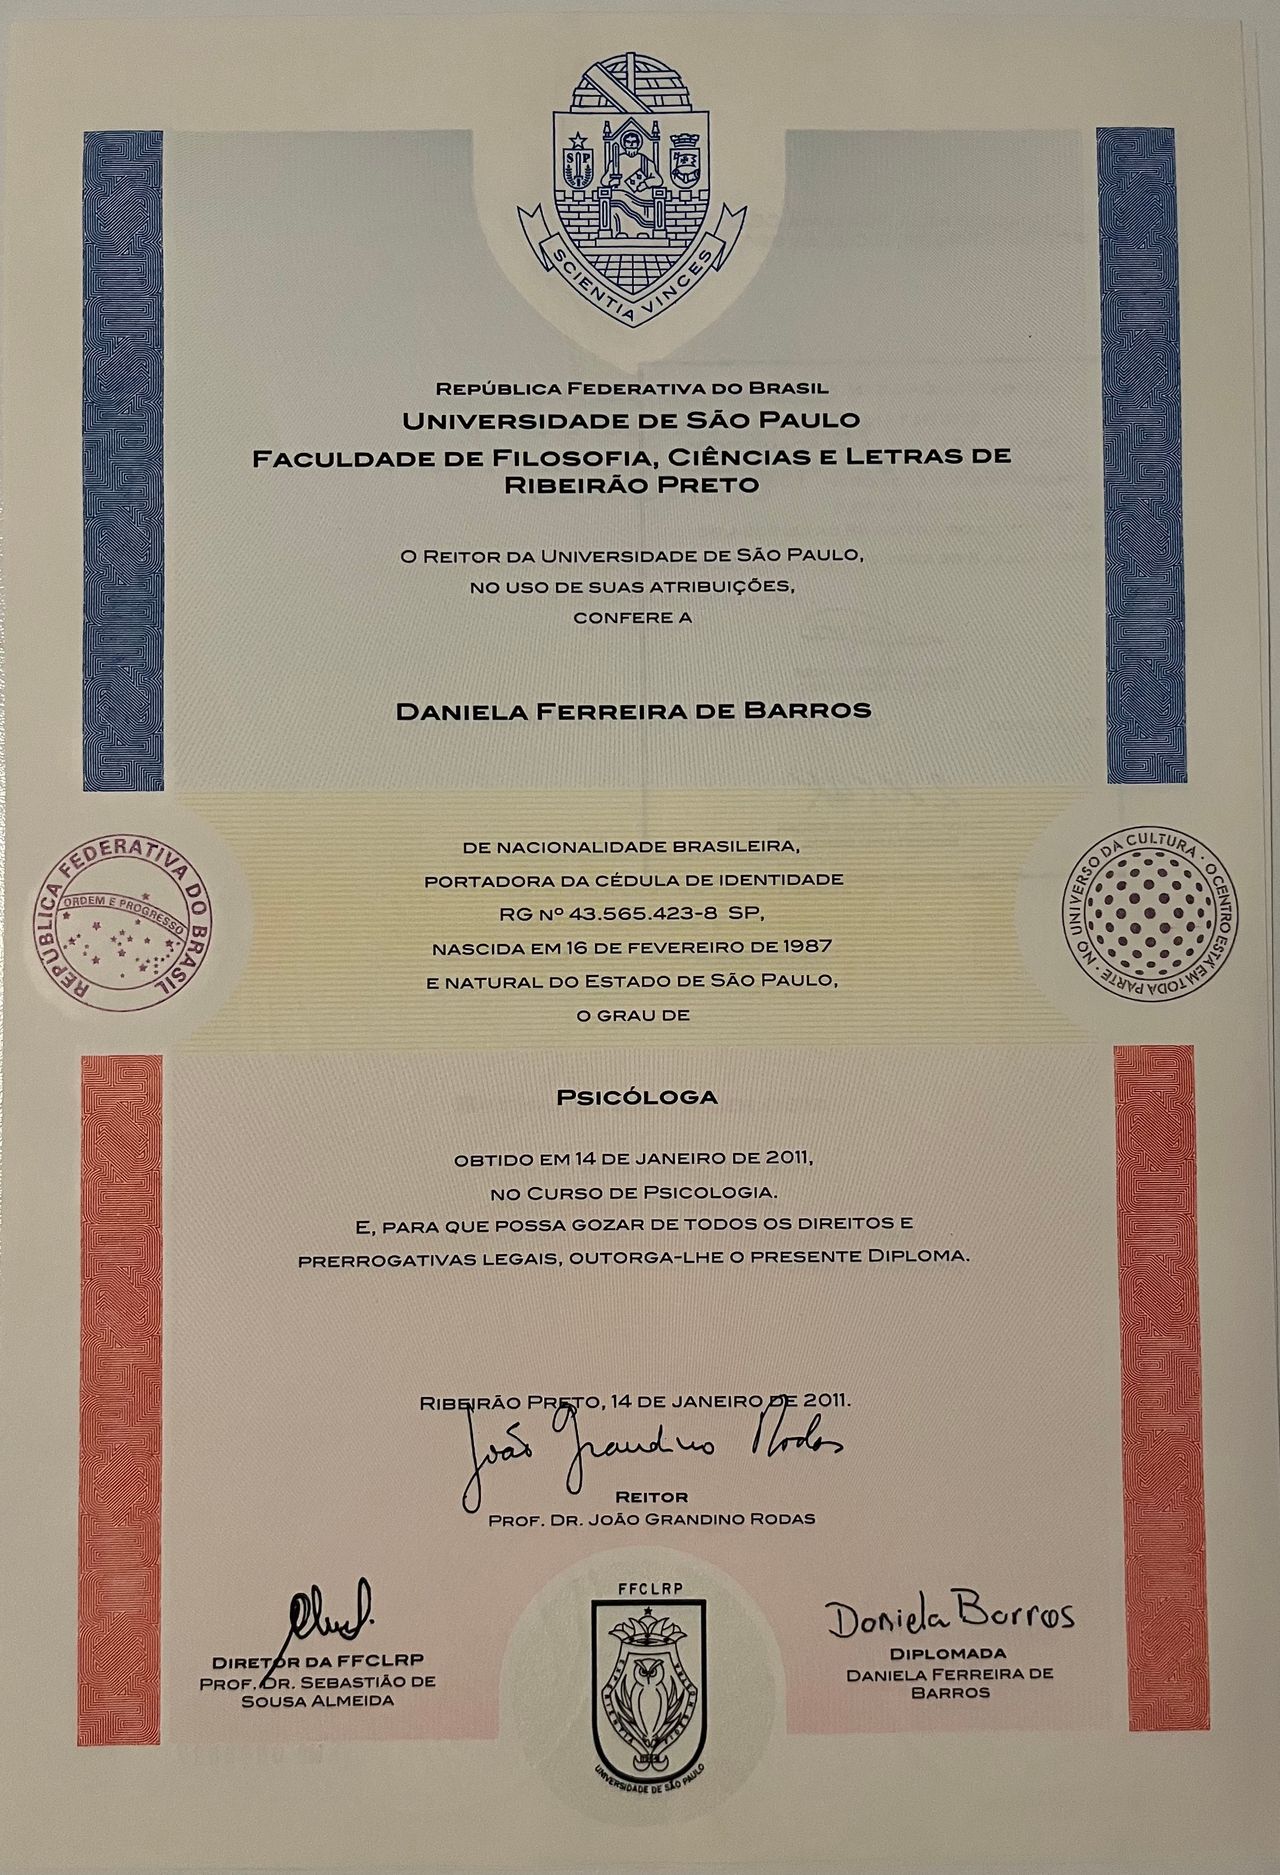 S P
SCIENTIA VINCES
REPÚBLICA FEDERATIVA DO BRASIL
UNIVERSIDADE DE SÃO PAULO
FACULDADE DE FILOSOFIA, CIÊNCIAS E LETRAS DE
RIBEIRÃO PRETO
O REITOR DA UNIVERSIDADE DE SÃO PAULO,
NO USO DE SUAS ATRIBUIÇÕES,
CONFERE A
DANIELA FERREIRA DE BARROS
REPÚBLICA FEDERATIVA DO BRASIL
ORDEM E PROGRESSO
NO UNIVERSO DA CULTURA · O CENTRO ESTÁ EM TODA PARTE ·
DE NACIONALIDADE BRASILEIRA,
PORTADORA DA CÉDULA DE IDENTIDADE
RG Nº 43.565.423-8 SP,
NASCIDA EM 16 DE FEVEREIRO DE 1987
E NATURAL DO ESTADO DE SÃO PAULO,
O GRAU DE
PSICÓLOGA
OBTIDO EM 14 DE JANEIRO DE 2011,
NO CURSO DE PSICOLOGIA.
E, PARA QUE POSSA GOZAR DE TODOS OS DIREITOS E
PRERROGATIVAS LEGAIS, OUTORGA-LHE O PRESENTE DIPLOMA.
RIBEIRÃO PRETO, 14 DE JANEIRO DE 2011.
João Grandino Rodas
REITOR
PROF. DR. JOÃO GRANDINO RODAS
DIRETOR DA FFCLRP
PROF. DR. SEBASTIÃO DE
SOUSA ALMEIDA
FFCLRP
UNIVERSIDADE DE SÃO PAULO
Daniela Barros
DIPLOMADA
DANIELA FERREIRA DE
BARROS